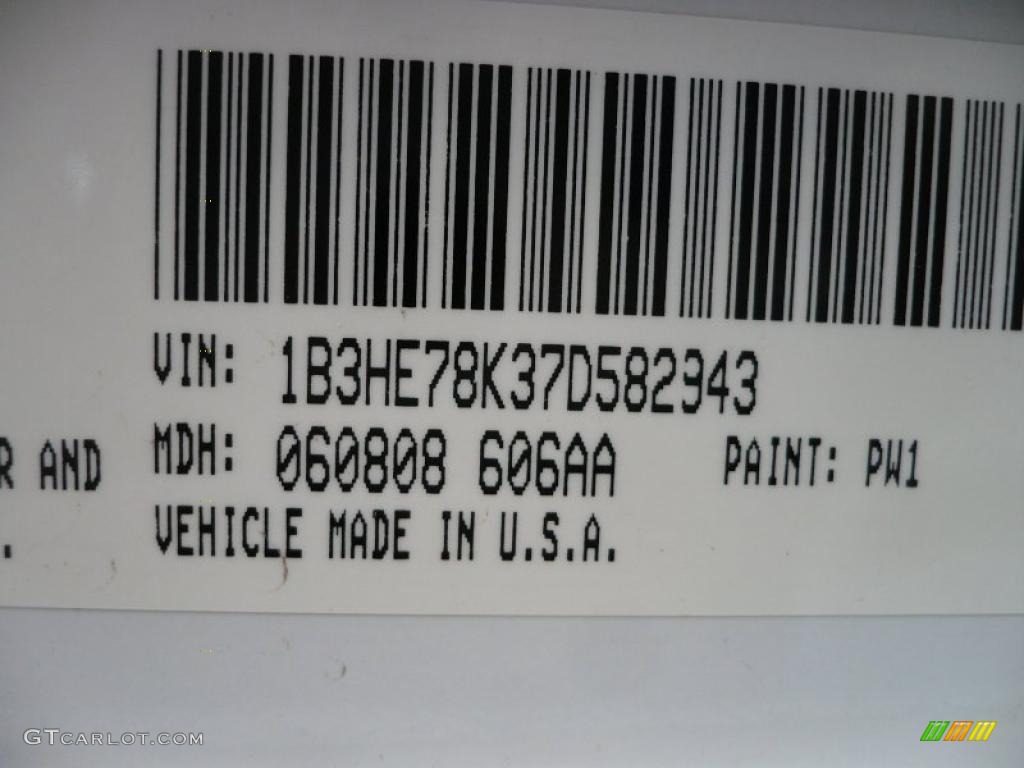 VIN: 1B3HE78K37D582943
R AND MDH: 060808 606AA PAINT: PW1
. VEHICLE MADE IN U.S.A.
GTCARLOT.COM